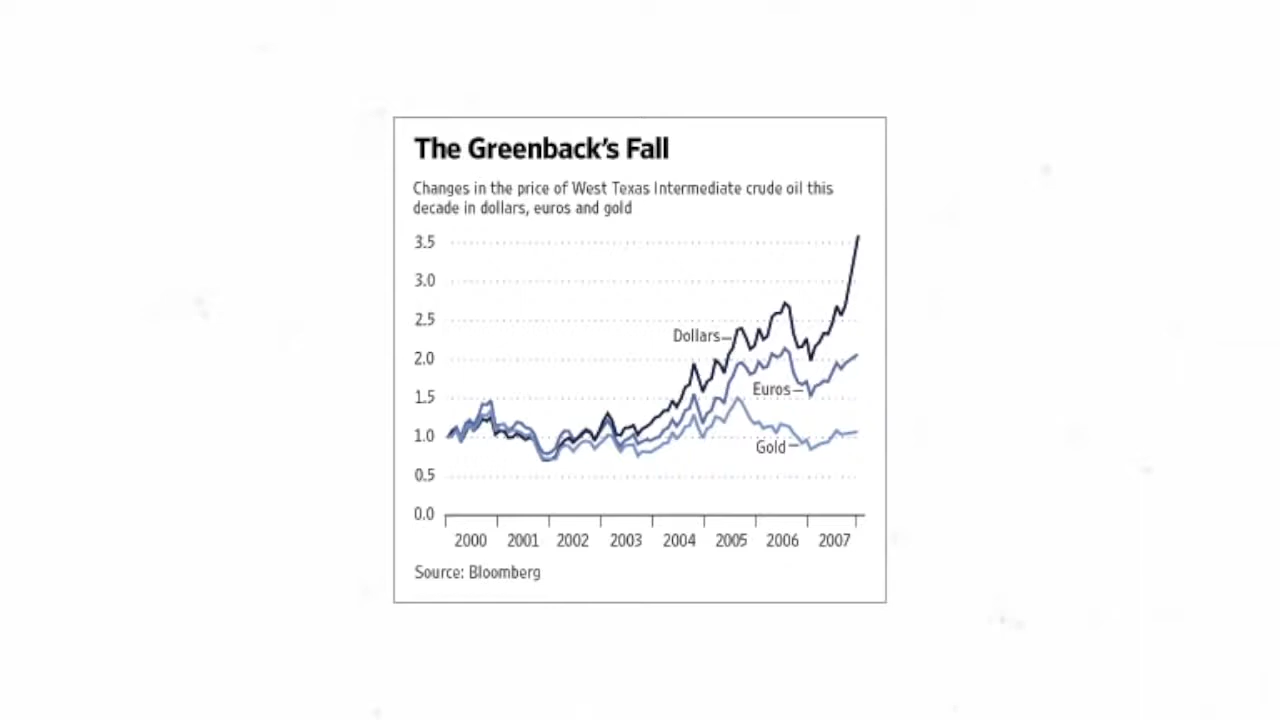 The Greenback's Fall
Changes in the price of West Texas Intermediate crude oil this
decade in dollars, euros and gold
3.5
3.0
2.5
Dollars
2.0
Euros
1.5
1.0
Gold
0.5
0.0
2000 2001 2002 2003 2004 2005 2006 2007
Source: Bloomberg